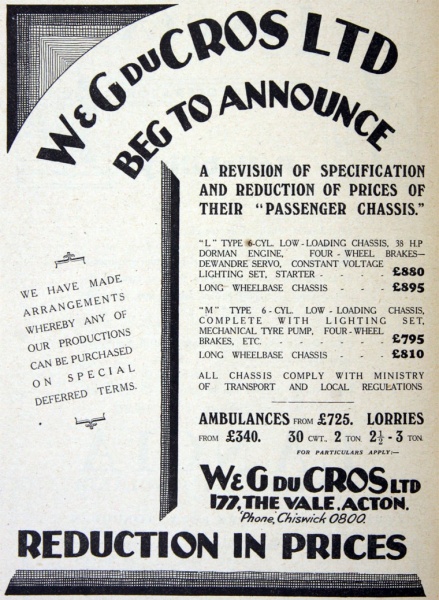 W & G DU CROS LTD
BEG TO ANNOUNCE
A REVISION OF SPECIFICATION
AND REDUCTION OF PRICES OF
THEIR "PASSENGER CHASSIS."
"L" TYPE 6-CYL. LOW-LOADING CHASSIS, 38 H.P
DORMAN ENGINE, FOUR-WHEEL BRAKES—
DEWANDRE SERVO, CONSTANT VOLTAGE
LIGHTING SET, STARTER - - - - - £880
LONG WHEELBASE CHASSIS - - - £895
"M" TYPE 6-CYL. LOW-LOADING CHASSIS,
COMPLETE WITH LIGHTING SET,
MECHANICAL TYRE PUMP, FOUR-WHEEL
BRAKES, ETC. - - - - - - £795
LONG WHEELBASE CHASSIS - - - £810
ALL CHASSIS COMPLY WITH MINISTRY
OF TRANSPORT AND LOCAL REGULATIONS
WE HAVE MADE
ARRANGEMENTS
WHEREBY ANY OF
OUR PRODUCTIONS
CAN BE PURCHASED
ON SPECIAL
DEFERRED TERMS.
AMBULANCES FROM £725. LORRIES
FROM £340. 30 CWT. 2 TON 2½ - 3 TON
FOR PARTICULARS APPLY:—
W & G DU CROS LTD
177, THE VALE, ACTON.
'Phone, Chiswick 0800.
REDUCTION IN PRICES